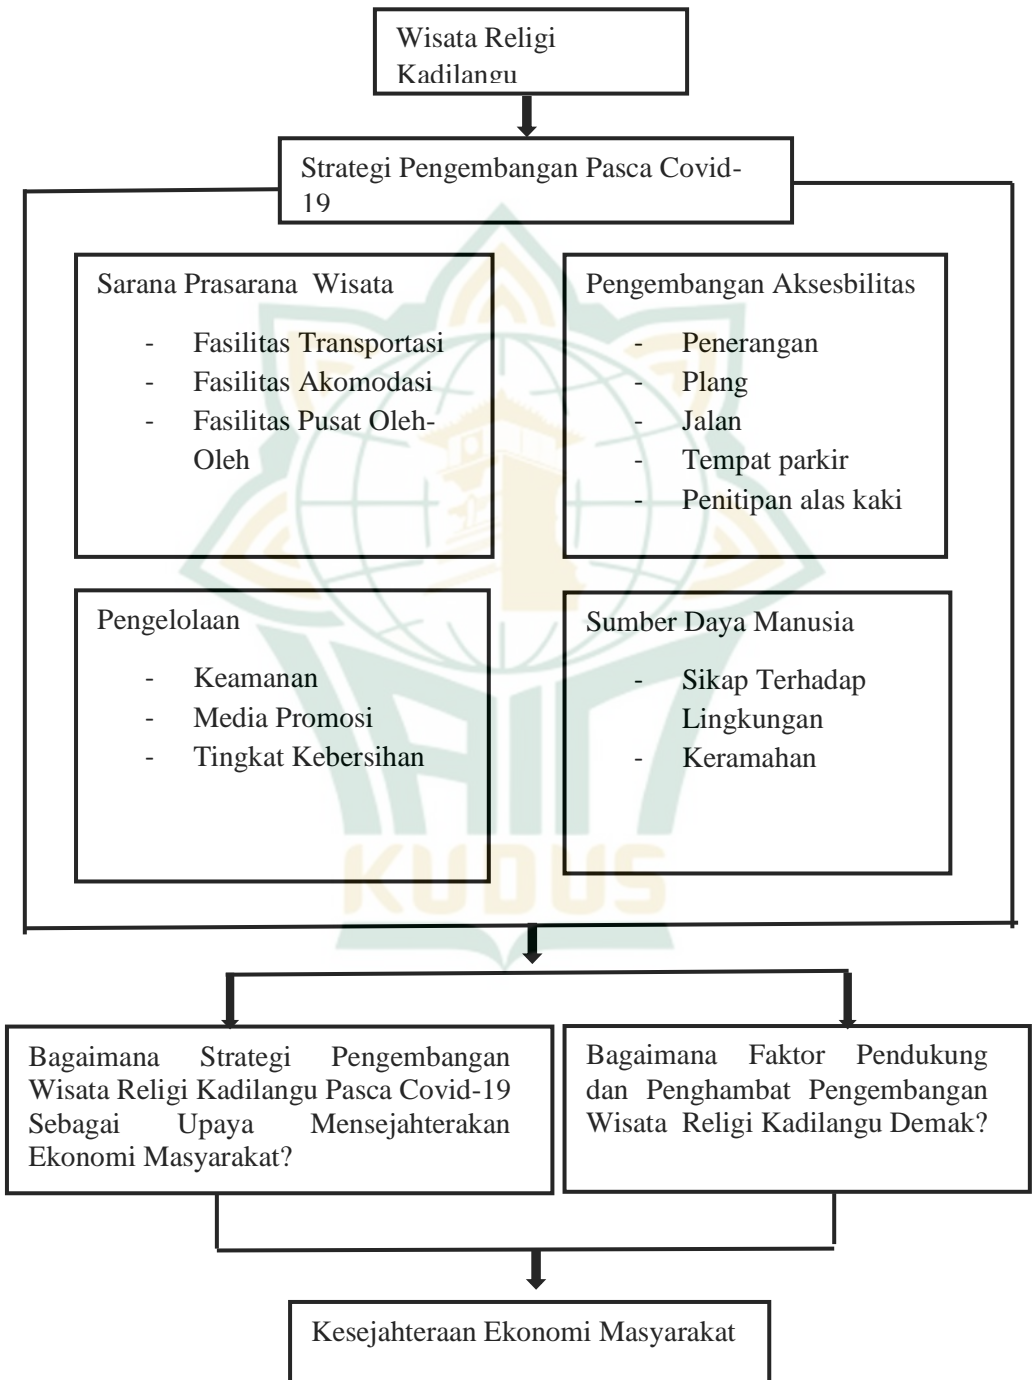 Wisata Religi
Kadilangu
Strategi Pengembangan Pasca Covid-
19
Sarana Prasarana Wisata
- Fasilitas Transportasi
- Fasilitas Akomodasi
- Fasilitas Pusat Oleh-
Oleh
Pengembangan Aksesbilitas
- Penerangan
- Plang
- Jalan
- Tempat parkir
- Penitipan alas kaki
Pengelolaan
- Keamanan
- Media Promosi
- Tingkat Kebersihan
Sumber Daya Manusia
- Sikap Terhadap
Lingkungan
- Keramahan
IAIN
KUDUS
Bagaimana Strategi Pengembangan
Wisata Religi Kadilangu Pasca Covid-19
Sebagai Upaya Mensejahterakan
Ekonomi Masyarakat?
Bagaimana Faktor Pendukung
dan Penghambat Pengembangan
Wisata Religi Kadilangu Demak?
Kesejahteraan Ekonomi Masyarakat